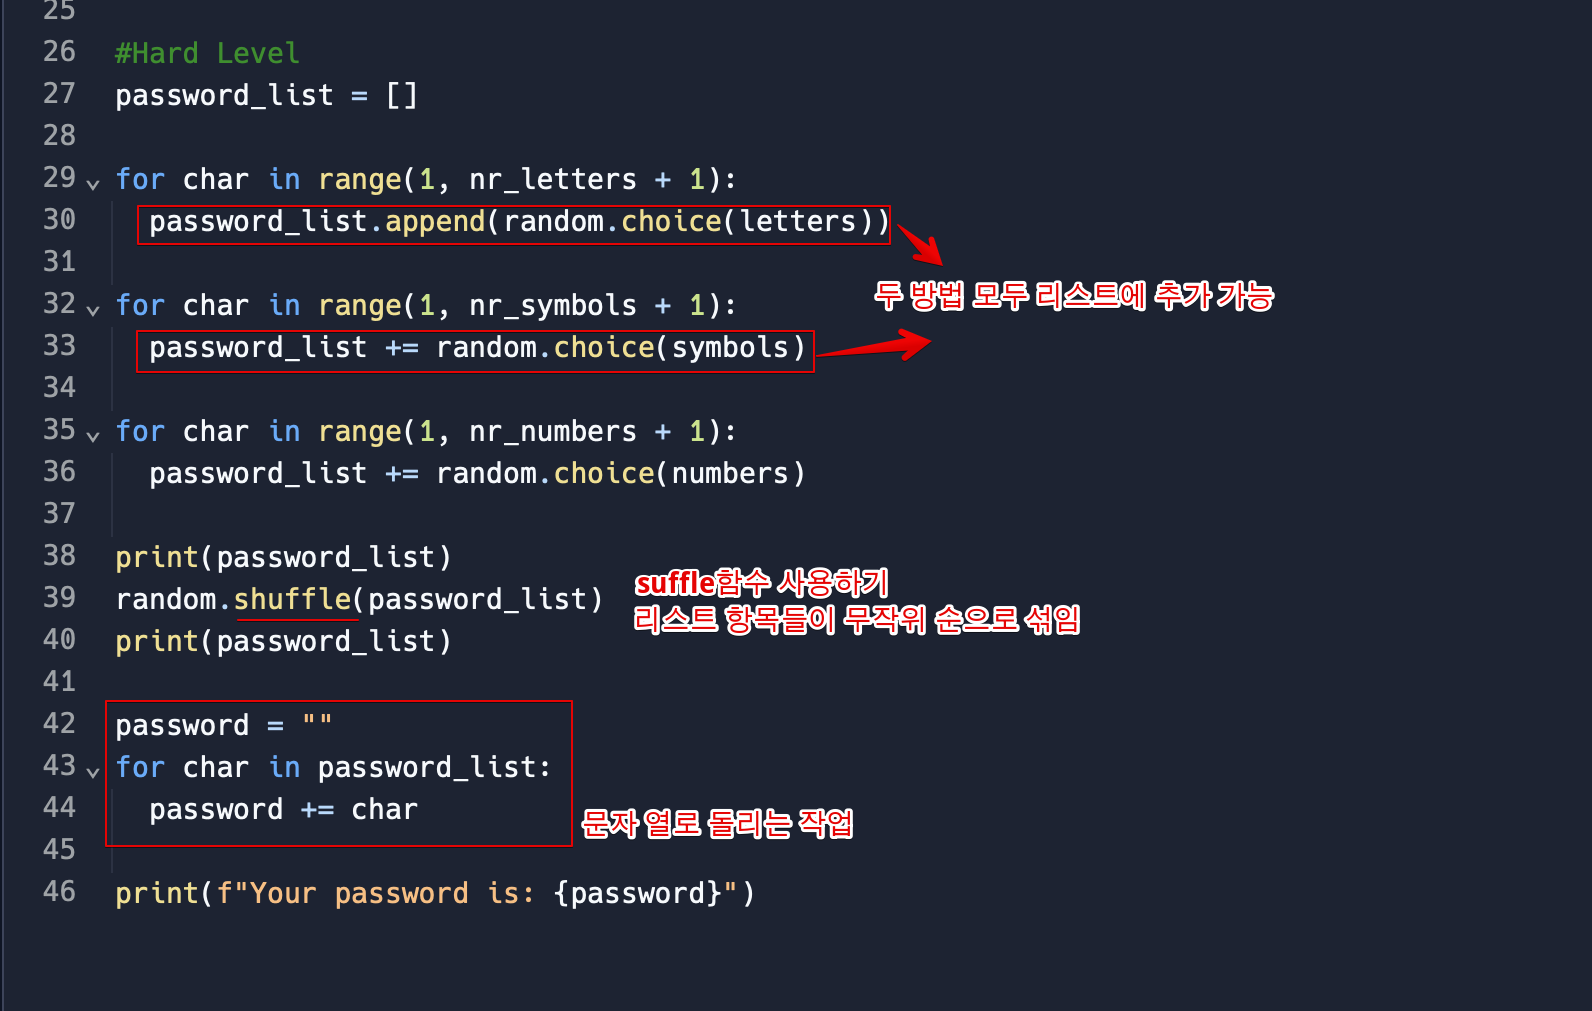 25
26 #Hard Level
27 password_list = []
28
29 for char in range(1, nr_letters + 1):
30 password_list.append(random.choice(letters))
31
두 방법 모두 리스트에 추가 가능
32 for char in range(1, nr_symbols + 1):
33 password_list += random.choice(symbols)
34
35 for char in range(1, nr_numbers + 1):
36 password_list += random.choice(numbers)
37
38 print(password_list)
suffle함수 사용하기
39 random.shuffle(password_list)
리스트 항목들이 무작위 순으로 섞임
40 print(password_list)
41
42 password = ""
43 for char in password_list:
44 password += char
문자 열로 돌리는 작업
45
46 print(f"Your password is: {password}")